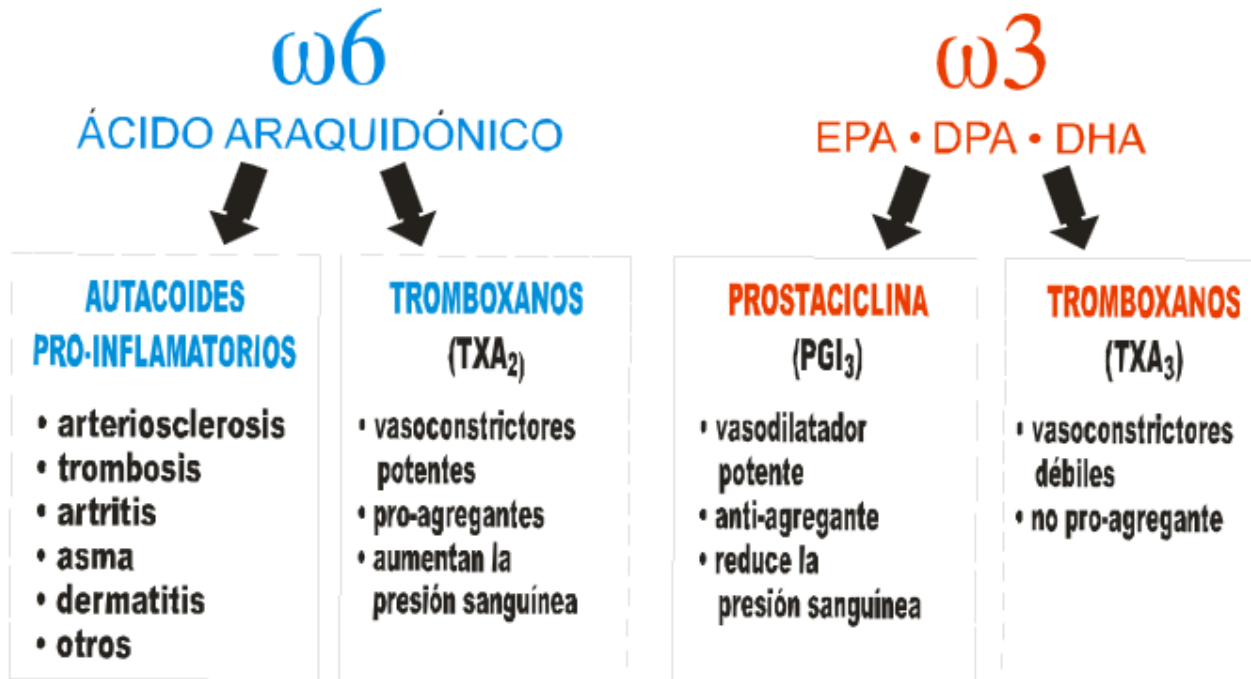 ω6
ÁCIDO ARAQUIDÓNICO
AUTACOIDES
PRO-INFLAMATORIOS
• arteriosclerosis
• trombosis
• artritis
• asma
• dermatitis
• otros
TROMBOXANOS
(TXA₂)
• vasoconstrictores
potentes
• pro-agregantes
• aumentan la
presión sanguínea
ω3
EPA • DPA • DHA
PROSTACICLINA
(PGI₃)
• vasodilatador
potente
• anti-agregante
• reduce la
presión sanguínea
TROMBOXANOS
(TXA₃)
• vasoconstrictores
débiles
• no pro-agregante